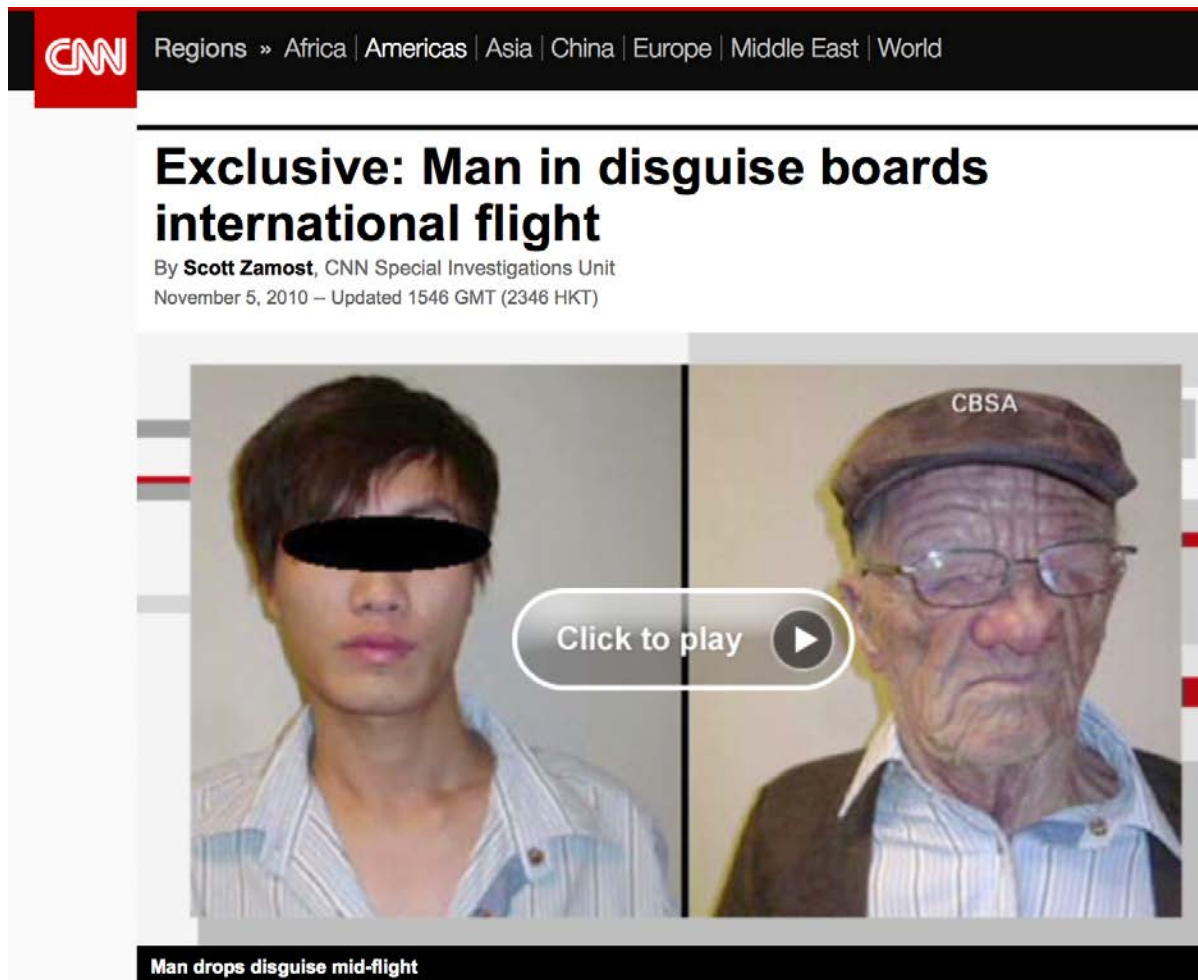 CNN
Regions » Africa | Americas | Asia | China | Europe | Middle East | World
Exclusive: Man in disguise boards
international flight
By Scott Zamost, CNN Special Investigations Unit
November 5, 2010 – Updated 1546 GMT (2346 HKT)
CBSA
Click to play
Man drops disguise mid-flight